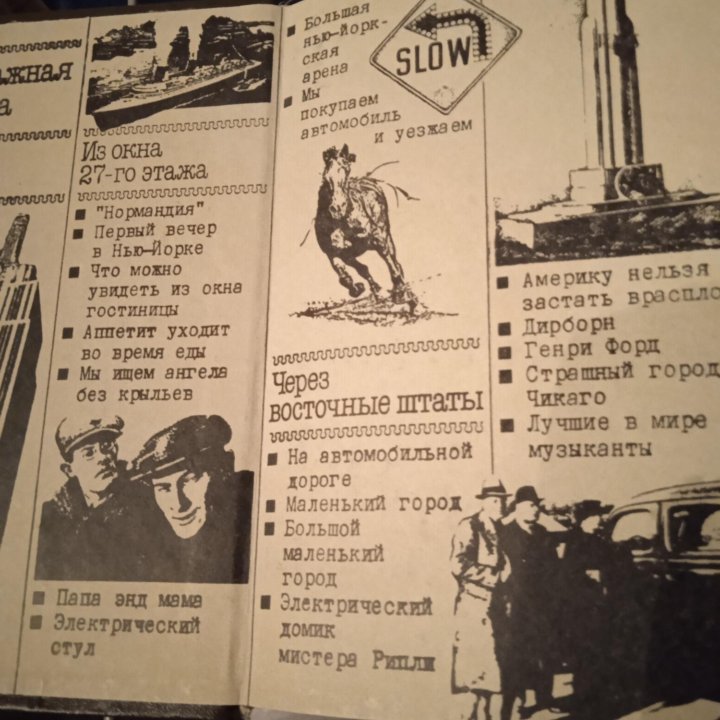 Из окна
27-го этажа
"Нормандия"
Первый вечер
в Нью-Йорке
Что можно
увидеть из окна
гостиницы
Аппетит уходит
во время еды
Мы ищем ангела
без крыльев
Папа энд мама
Электрический
стул
Большая
нью-йорк-
ская
арена
Мы
покупаем
автомобиль
и уезжаем
SLOW
Через
восточные штаты
На автомобильной
дороге
Маленький город
Большой
маленький
город
Электрический
домик
мистера Рипли
Америку нельзя
застать
Дирборн
Генри Форд
Страшный город
Чикаго
Лучшие в мире
музыканты